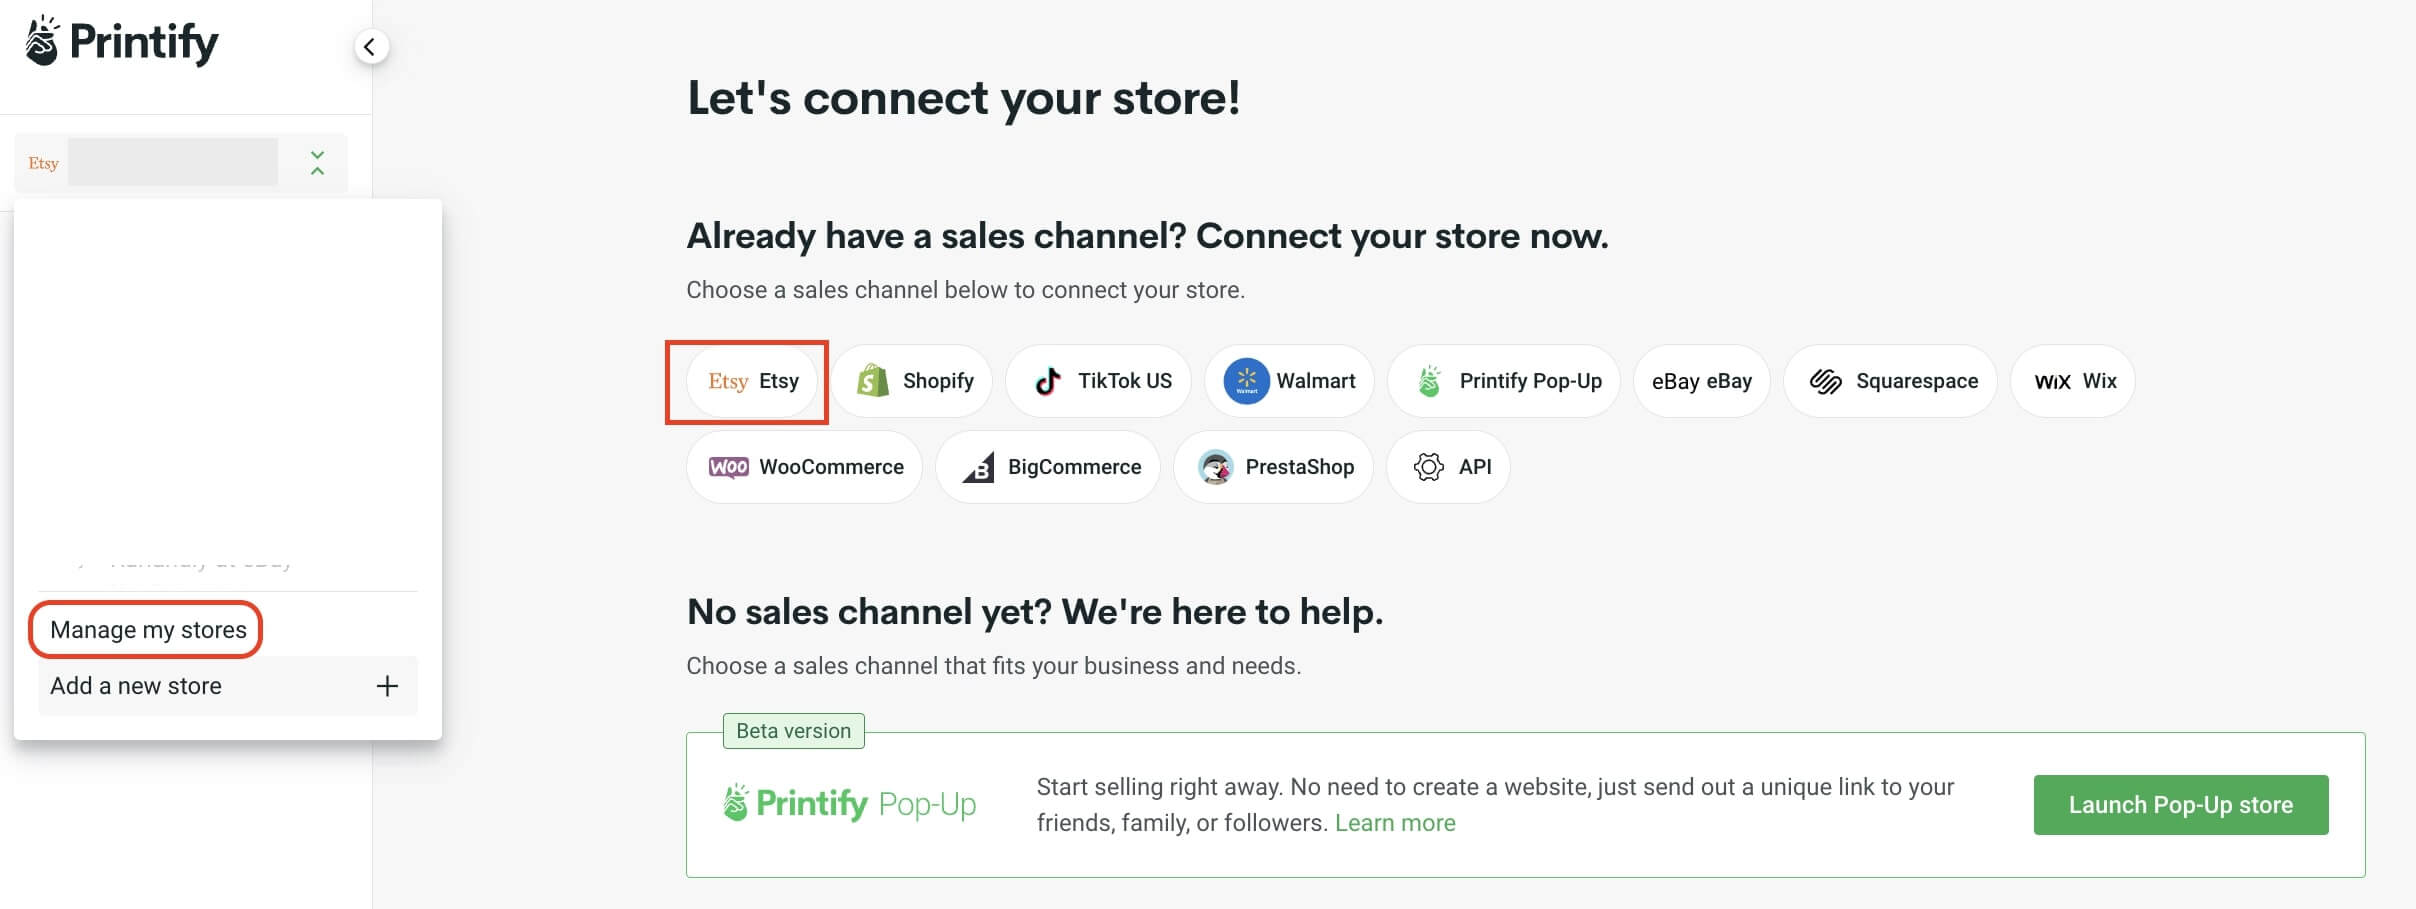 Printify
Etsy
Manage my stores
Add a new store
Let's connect your store!
Already have a sales channel? Connect your store now.
Choose a sales channel below to connect your store.
Etsy Etsy
Shopify
TikTok US
Walmart Walmart
Printify Pop-Up
eBay eBay
Squarespace
WiX Wix
WOO WooCommerce
B BigCommerce
PrestaShop
API
No sales channel yet? We're here to help.
Choose a sales channel that fits your business and needs.
Beta version
Printify Pop-Up
Start selling right away. No need to create a website, just send out a unique link to your
friends, family, or followers. Learn more
Launch Pop-Up store